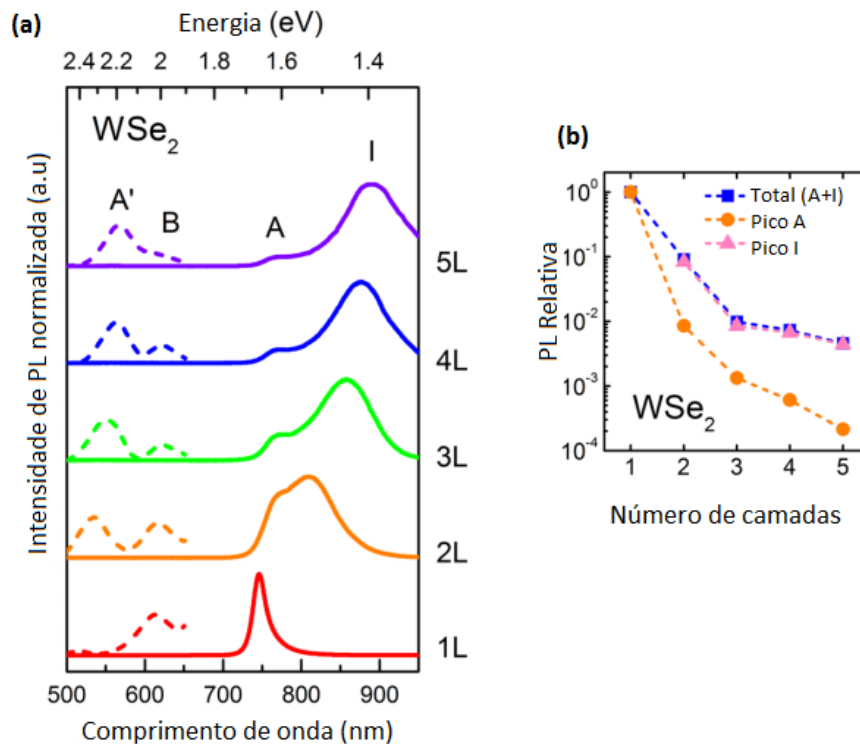 (a)
Energia (eV)
2.4 2.2 2 1.8 1.6 1.4
WSe₂
I
A'
B
A
5L
4L
3L
2L
1L
Intensidade de PL normalizada (a.u)
500 600 700 800 900
Comprimento de onda (nm)
(b)
10⁰
10⁻¹
10⁻²
10⁻³
10⁻⁴
PL Relativa
Total (A+I)
Pico A
Pico I
WSe₂
1 2 3 4 5
Número de camadas